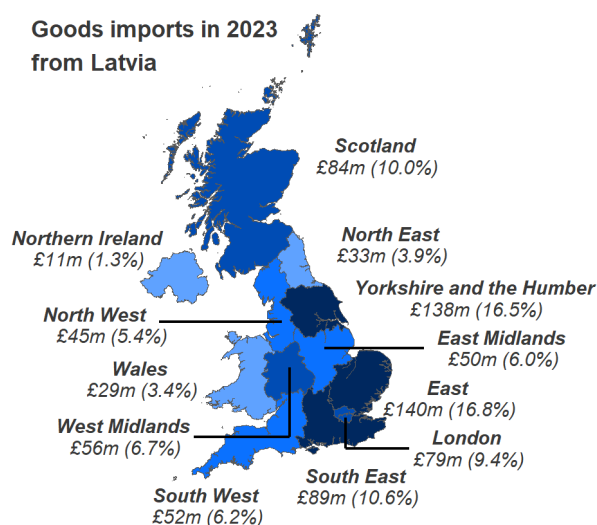 Goods imports in 2023
from Latvia
Scotland
£84m (10.0%)
Northern Ireland
£11m (1.3%)
North East
£33m (3.9%)
Yorkshire and the Humber
£138m (16.5%)
North West
£45m (5.4%)
East Midlands
£50m (6.0%)
Wales
£29m (3.4%)
East
£140m (16.8%)
West Midlands
£56m (6.7%)
London
£79m (9.4%)
South East
£89m (10.6%)
South West
£52m (6.2%)